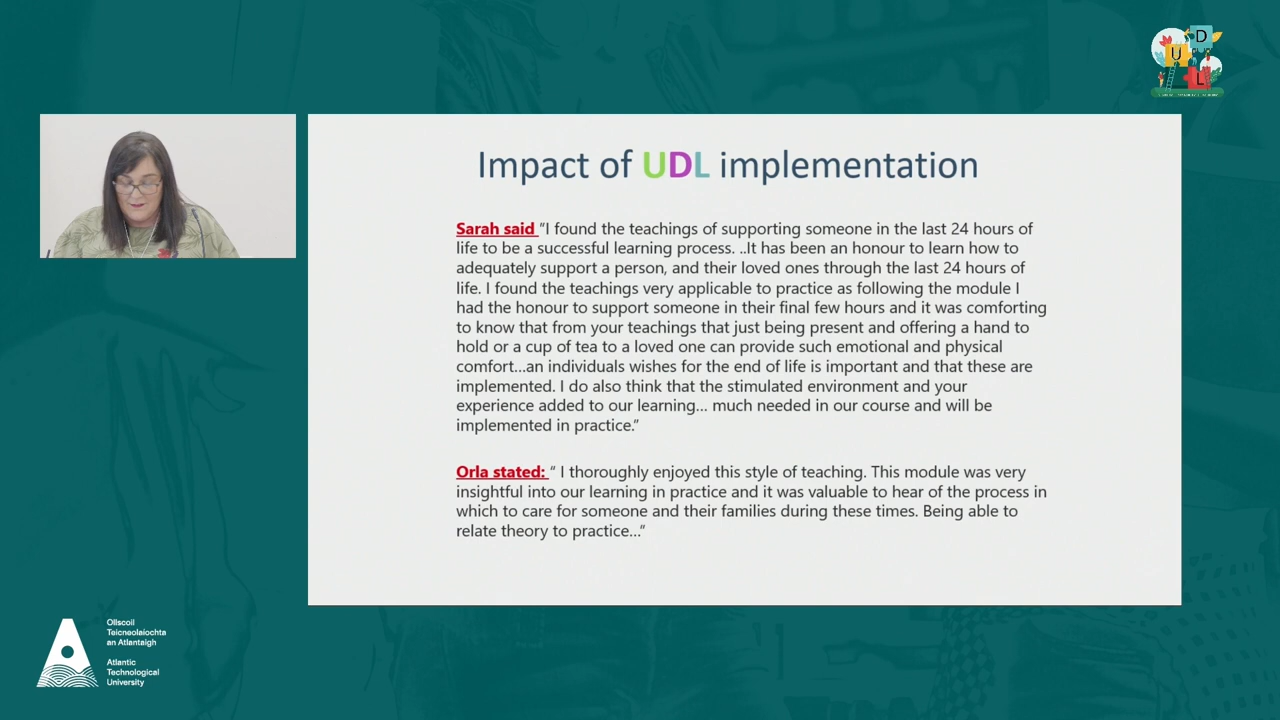 U
D
L
Impact of UDL implementation
Sarah said "I found the teachings of supporting someone in the last 24 hours of
life to be a successful learning process. ..It has been an honour to learn how to
adequately support a person, and their loved ones through the last 24 hours of
life. I found the teachings very applicable to practice as following the module I
had the honour to support someone in their final few hours and it was comforting
to know that from your teachings that just being present and offering a hand to
hold or a cup of tea to a loved one can provide such emotional and physical
comfort...an individuals wishes for the end of life is important and that these are
implemented. I do also think that the stimulated environment and your
experience added to our learning... much needed in our course and will be
implemented in practice."
Orla stated: " I thoroughly enjoyed this style of teaching. This module was very
insightful into our learning in practice and it was valuable to hear of the process in
which to care for someone and their families during these times. Being able to
relate theory to practice..."
Ollscoil
Teicneolaíochta
an Atlantaigh
Atlantic
Technological
University